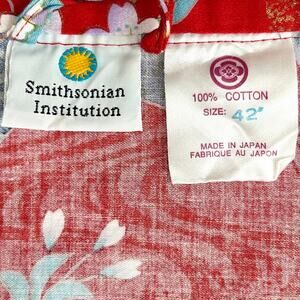 Smithsonian
Institution
100% COTTON
SIZE: 42"
MADE IN JAPAN
FABRIQUE AU JAPON